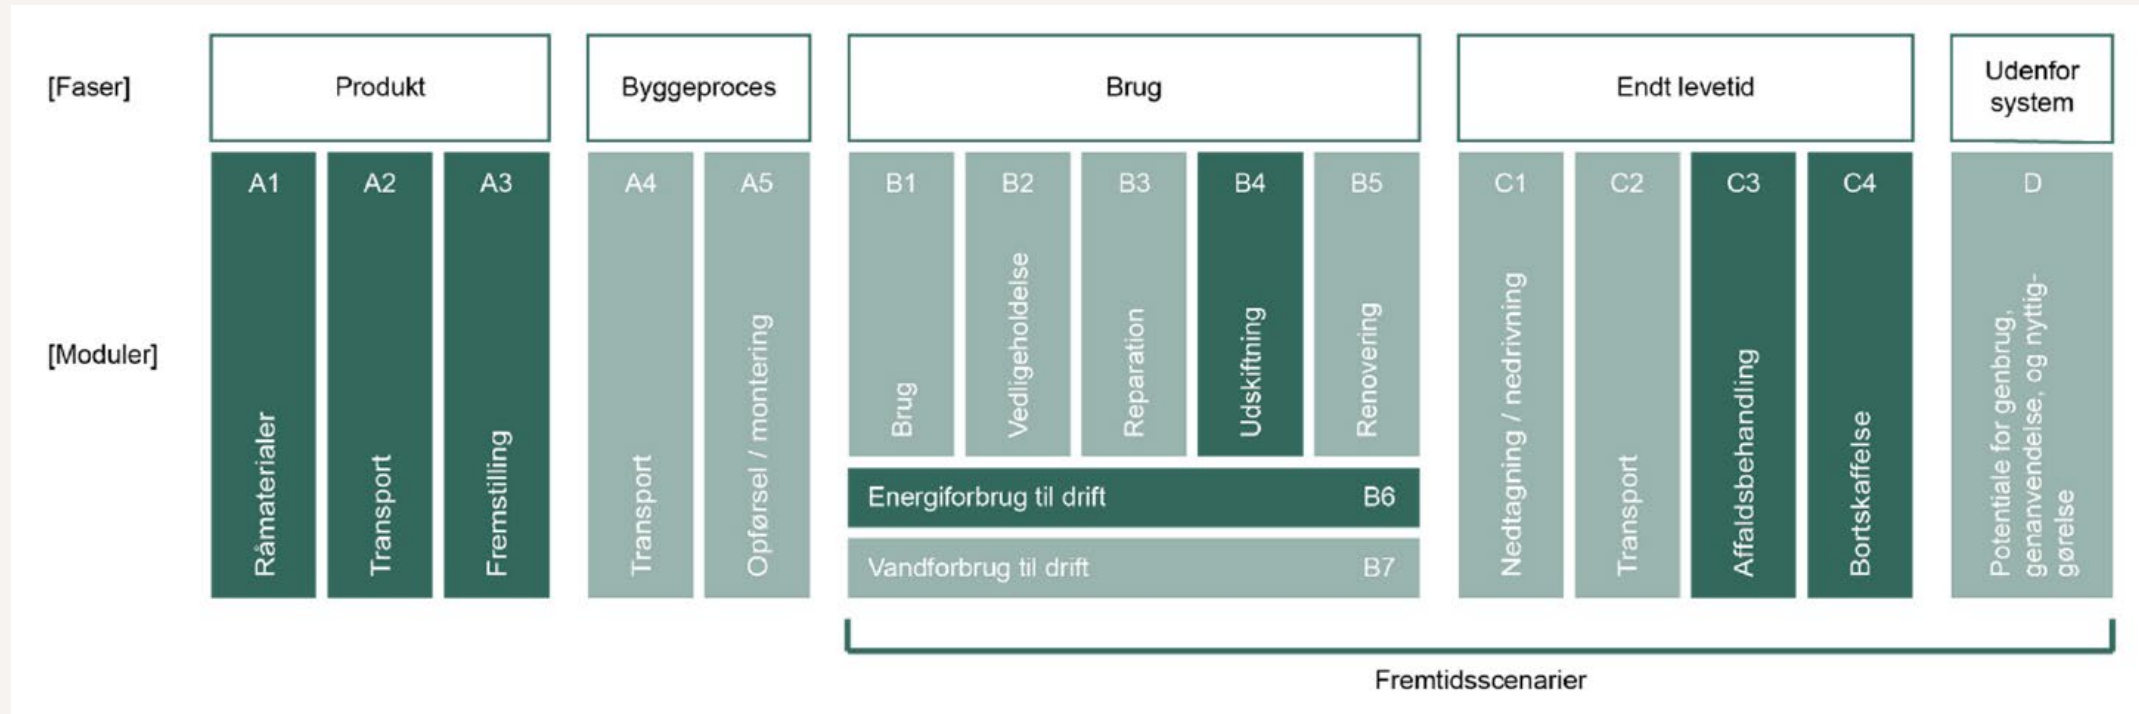 [Faser]
Produkt
Byggeproces
Brug
Endt levetid
Udenfor
system
[Moduler]
A1
Råmaterialer
A2
Transport
A3
Fremstilling
A4
Transport
A5
Opførsel / montering
B1
Brug
B2
Vedligeholdelse
B3
Reparation
B4
Udskiftning
B5
Renovering
Energiforbrug til drift B6
Vandforbrug til drift B7
C1
Nedtagning / nedrivning
C2
Transport
C3
Affaldsbehandling
C4
Bortskaffelse
D
Potentiale for genbrug,
genanvendelse, og nyttig-
gørelse
Fremtidsscenarier